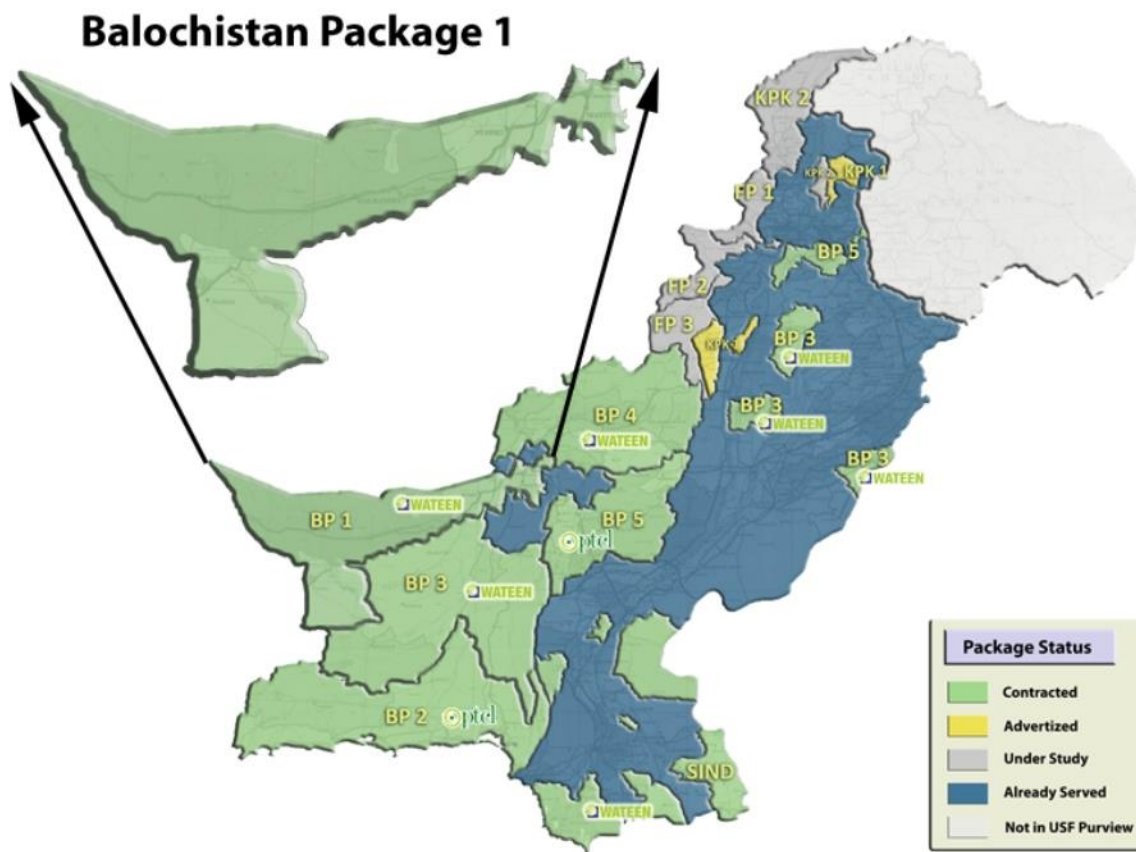 Balochistan Package 1
KPK 2
KPK 1
FP 1
BP 5
FP 2
FP 3
BP 3
WATEEN
BP 3
WATEEN
BP 4
WATEEN
BP 3
WATEEN
WATEEN
BP 1
BP 5
ptcl
BP 3
WATEEN
BP 2
ptcl
SIND
WATEEN
Package Status
Contracted
Advertized
Under Study
Already Served
Not in USF Purview